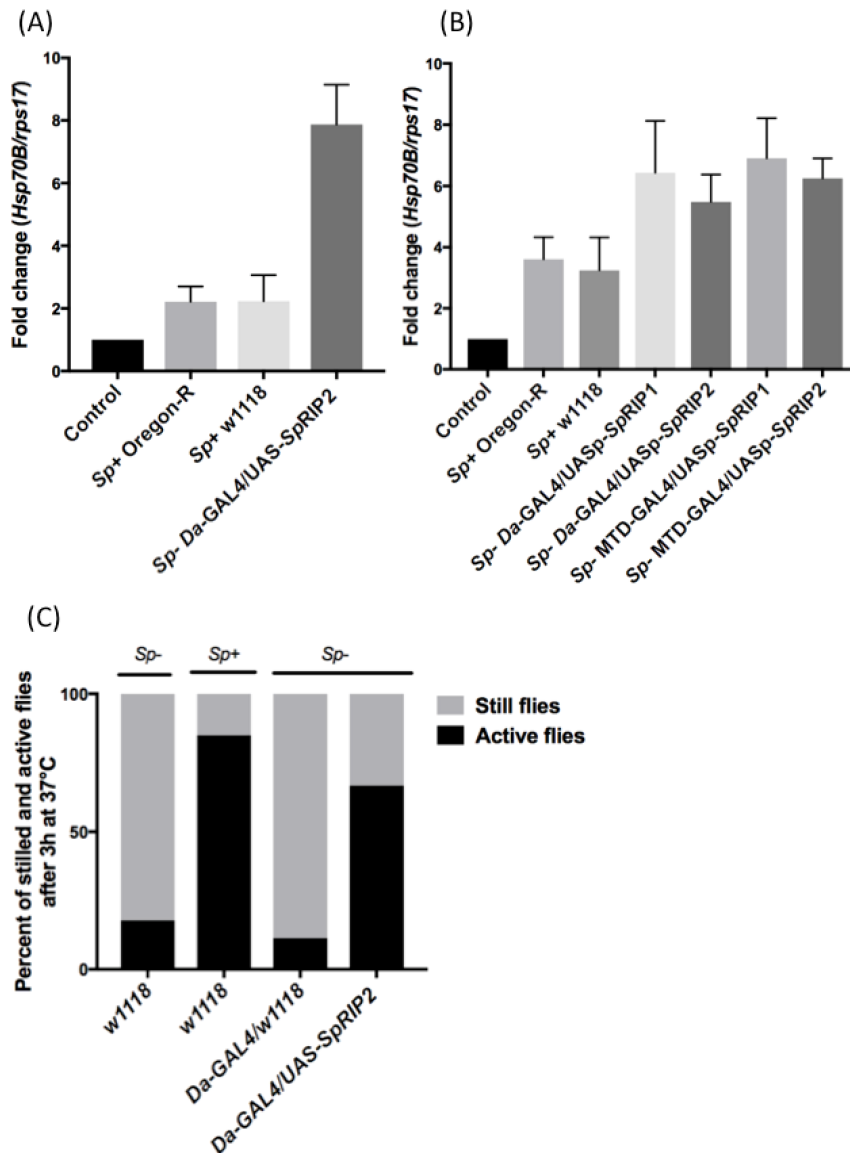 (A)
Fold change (Hsp70B/rps17)
10
8
6
4
2
0
Control
Sp+ Oregon-R
Sp+ w1118
Sp- Da-GAL4/UAS-SpRIP2
(B)
Fold change (Hsp70B/rps17)
10
8
6
4
2
0
Control
Sp+ Oregon-R
Sp+ w1118
Sp- Da-GAL4/UASp-SpRIP1
Sp- Da-GAL4/UASp-SpRIP2
Sp- MTD-GAL4/UASp-SpRIP1
Sp- MTD-GAL4/UASp-SpRIP2
(C)
Sp-
Sp+
Sp-
Percent of stilled and active flies
after 3h at 37°C
100
50
0
Still flies
Active flies
w1118
w1118
Da-GAL4/w1118
Da-GAL4/UAS-SpRIP2